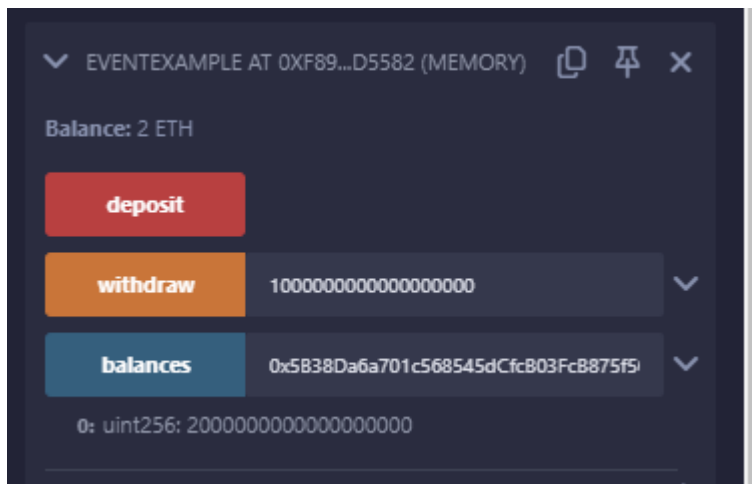 EVENTEXAMPLE AT 0XF89...D5582 (MEMORY)
Balance: 2 ETH
deposit
withdraw 1000000000000000000
balances 0x5B38Da6a701c568545dCfcB03FcB875f5
0: uint256: 2000000000000000000